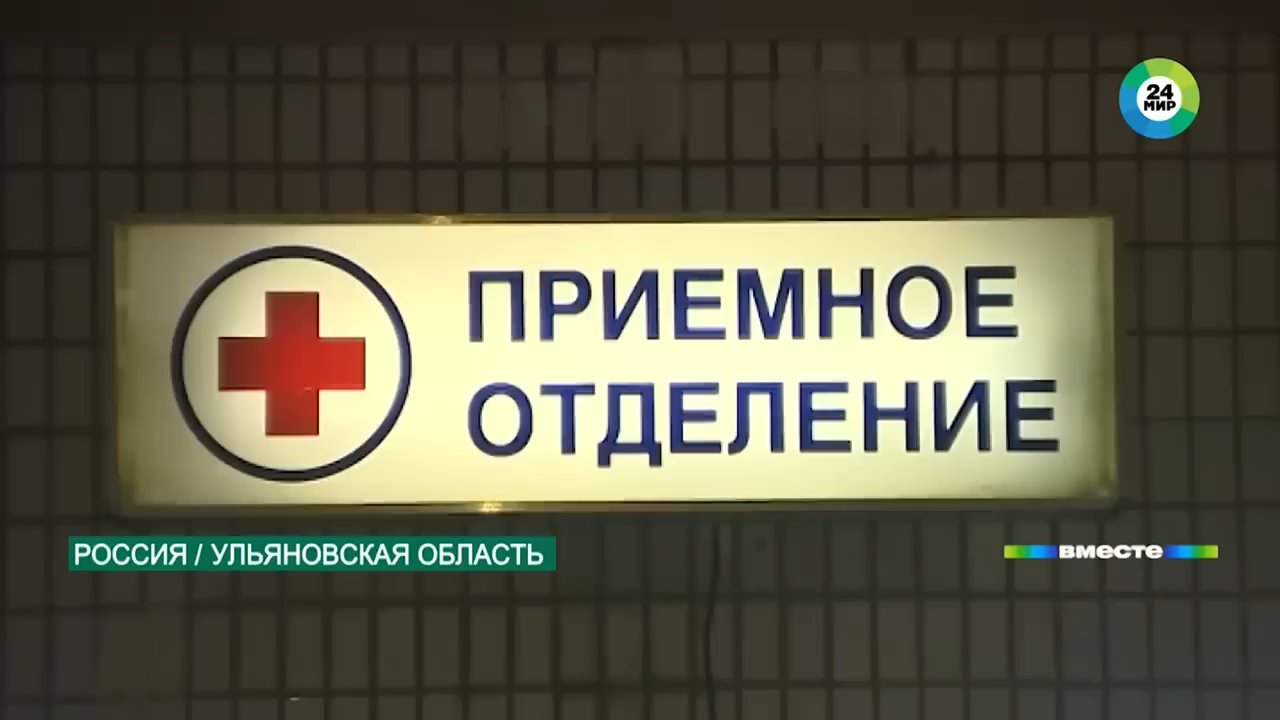 24
МИР
ПРИЕМНОЕ
ОТДЕЛЕНИЕ
РОССИЯ / УЛЬЯНОВСКАЯ ОБЛАСТЬ
вместе